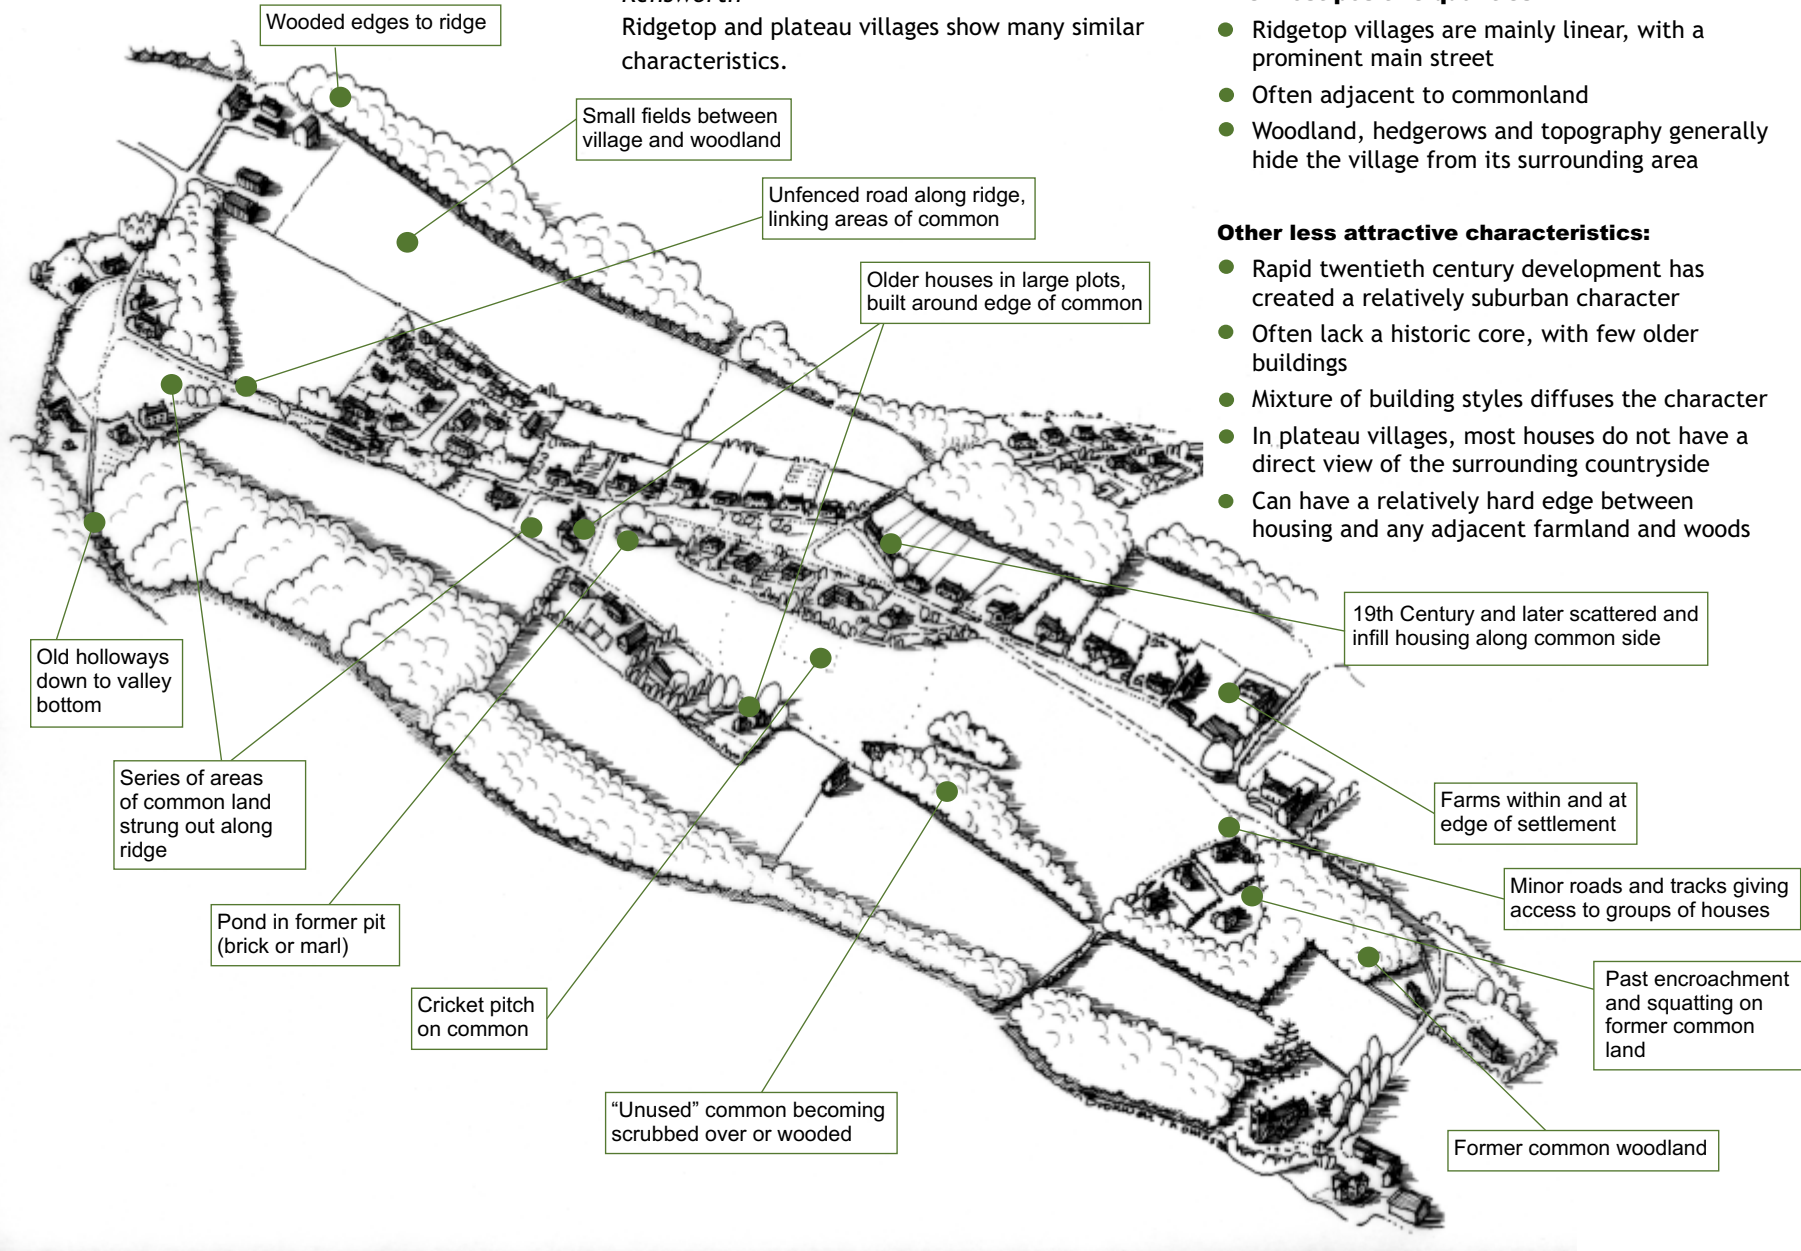 Ridgetop and plateau villages show many similar
characteristics.
Ridgetop villages are mainly linear, with a
prominent main street
Often adjacent to commonland
Woodland, hedgerows and topography generally
hide the village from its surrounding area
Other less attractive characteristics:
Rapid twentieth century development has
created a relatively suburban character
Often lack a historic core, with few older
buildings
Mixture of building styles diffuses the character
In plateau villages, most houses do not have a
direct view of the surrounding countryside
Can have a relatively hard edge between
housing and any adjacent farmland and woods
Wooded edges to ridge
Small fields between
village and woodland
Unfenced road along ridge,
linking areas of common
Older houses in large plots,
built around edge of common
19th Century and later scattered and
infill housing along common side
Old holloways
down to valley
bottom
Series of areas
of common land
strung out along
ridge
Farms within and at
edge of settlement
Minor roads and tracks giving
access to groups of houses
Pond in former pit
(brick or marl)
Past encroachment
and squatting on
former common
land
Cricket pitch
on common
“Unused” common becoming
scrubbed over or wooded
Former common woodland